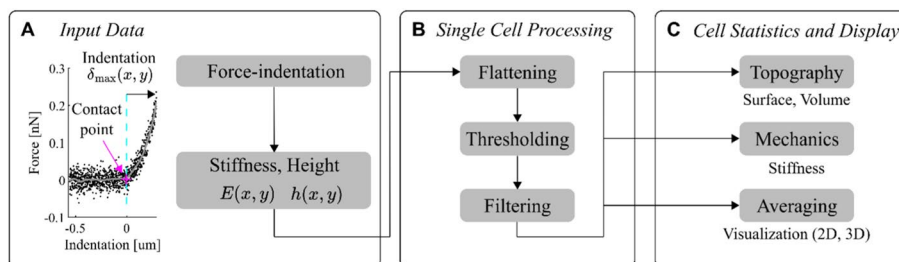 A Input Data
Indentation
δmax(x, y)
Contact
point
Force [nN]
0.3
0.2
0.1
0
-0.1
-0.5
0
Indentation [um]
Force-indentation
Stiffness, Height
E(x, y) h(x, y)
B Single Cell Processing
Flattening
Thresholding
Filtering
C Cell Statistics and Display
Topography
Surface, Volume
Mechanics
Stiffness
Averaging
Visualization (2D, 3D)